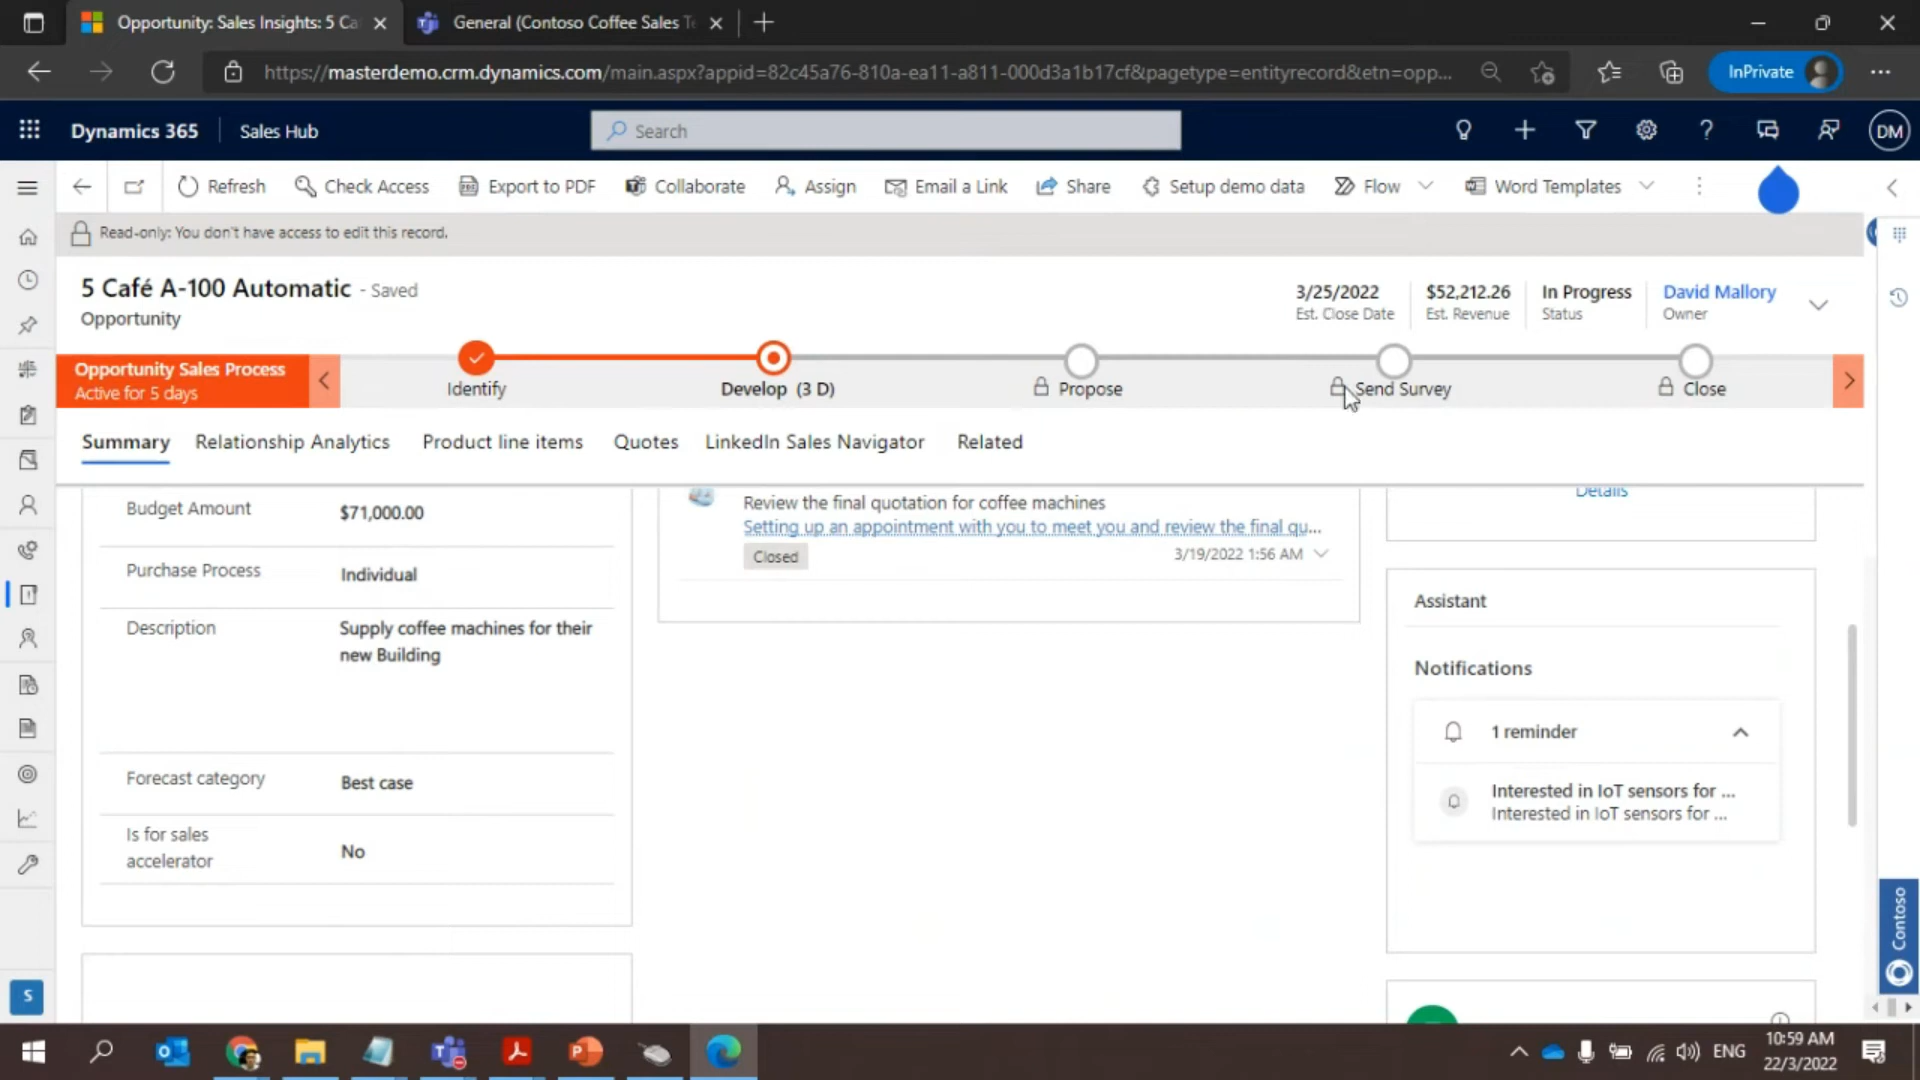 Opportunity: Sales Insights: 5 Ca
General (Contoso Coffee Sales Te
https://masterdemo.crm.dynamics.com/main.aspx?appid=82c45a76-810a-ea11-a811-000d3a1b17cf&pagetype=entityrecord&etn=opp...
InPrivate
Dynamics 365
Sales Hub
Search
DM
Refresh
Check Access
Export to PDF
Collaborate
Assign
Email a Link
Share
Setup demo data
Flow
Word Templates
Read-only: You don't have access to edit this record.
5 Café A-100 Automatic - Saved
Opportunity
3/25/2022
Est. Close Date
$52,212.26
Est. Revenue
In Progress
Status
David Mallory
Owner
Opportunity Sales Process
Active for 5 days
Identify
Develop (3 D)
Propose
Send Survey
Close
Summary
Relationship Analytics
Product line items
Quotes
LinkedIn Sales Navigator
Related
Budget Amount
$71,000.00
Purchase Process
Individual
Description
Supply coffee machines for their
new Building
Forecast category
Best case
Is for sales
accelerator
No
Review the final quotation for coffee machines
Setting up an appointment with you to meet you and review the final qu...
Closed
3/19/2022 1:56 AM
Details
Assistant
Notifications
1 reminder
Interested in IoT sensors for ...
Interested in IoT sensors for ...
Contoso
S
ENG
10:59 AM
22/3/2022